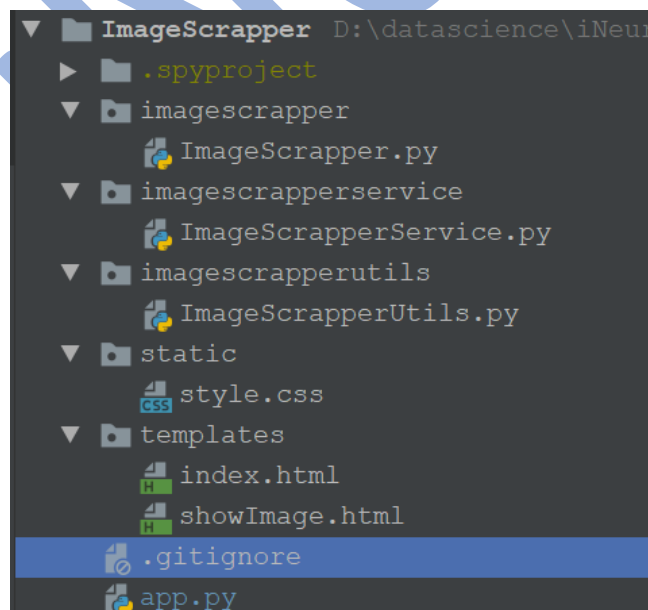 ImageScrapper D:\datascience\iNeur
.spyproject
imagescrapper
ImageScrapper.py
imagescrapperservice
ImageScrapperService.py
imagescrapperutils
ImageScrapperUtils.py
static
CSS style.css
templates
H index.html
H showImage.html
.gitignore
app.py